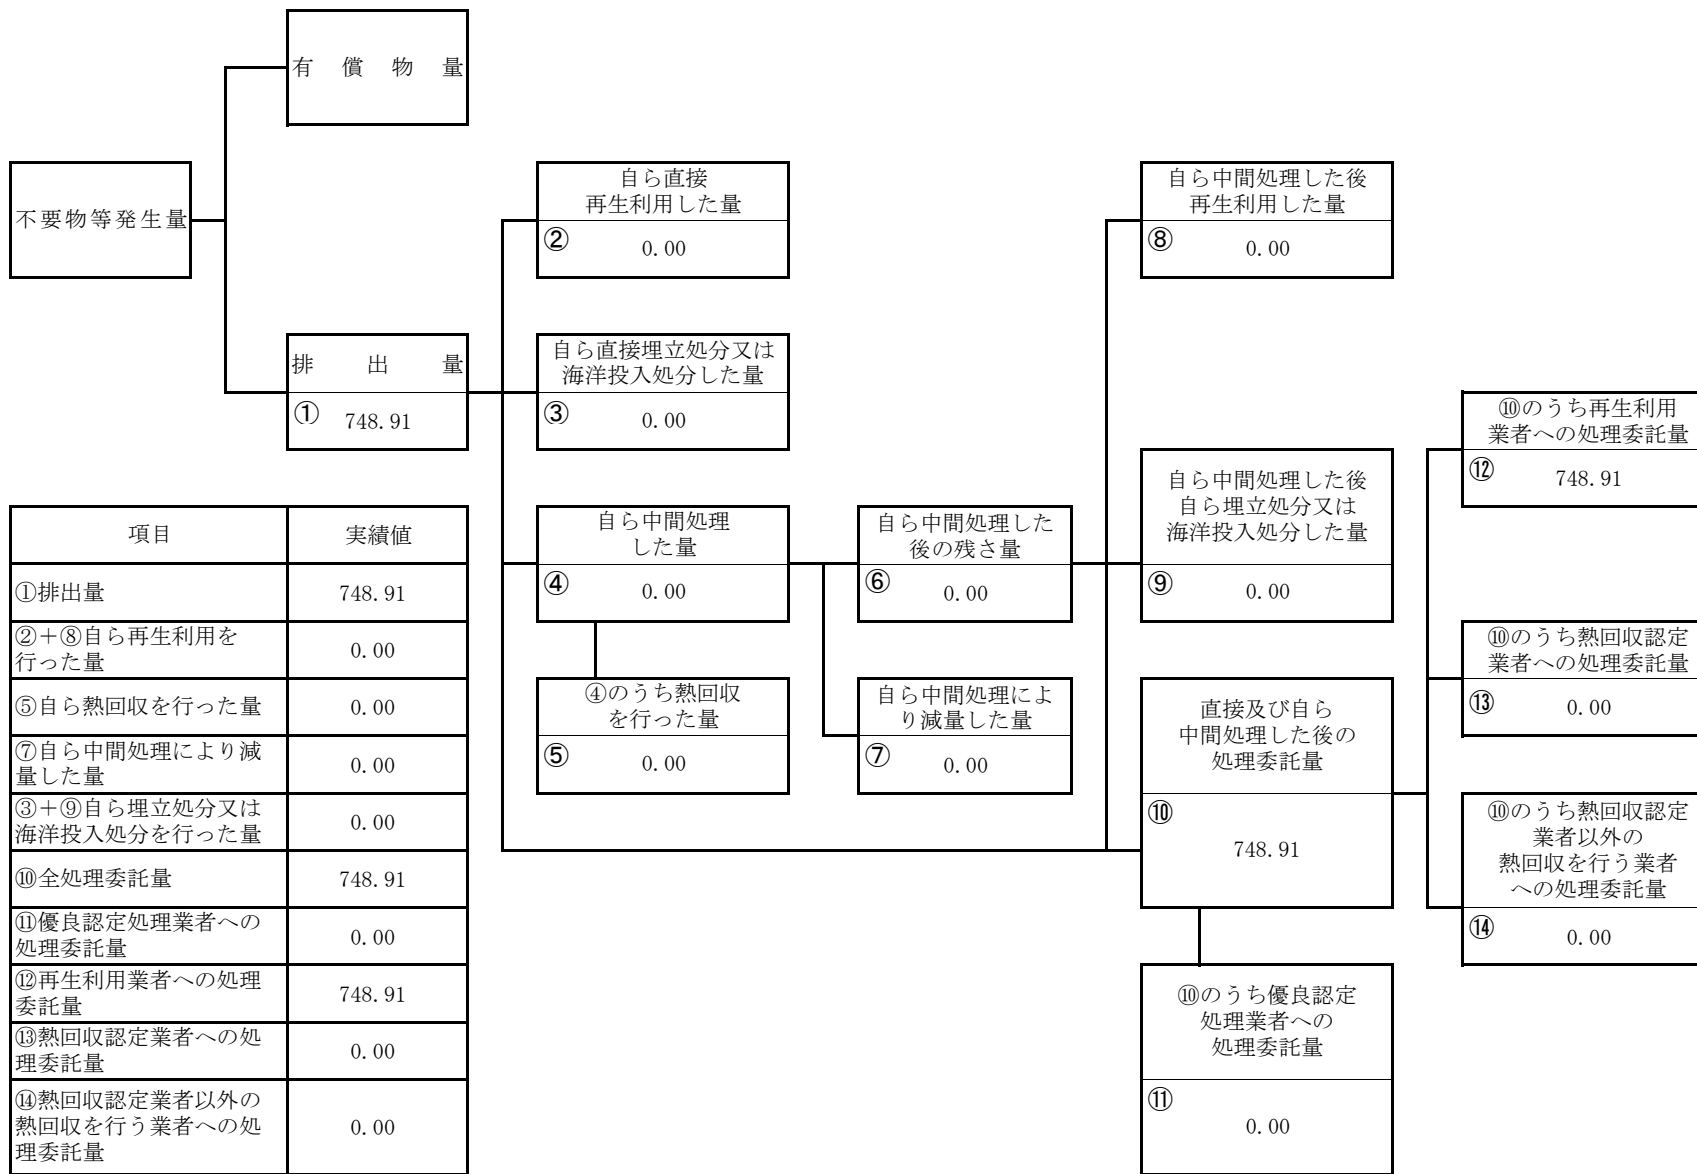 有償物量
不要物等発生量
自ら直接
再生利用した量
② 0.00
自ら中間処理した後
再生利用した量
⑧ 0.00
排出量
① 748.91
自ら直接埋立処分又は
海洋投入処分した量
③ 0.00
⑩のうち再生利用
業者への処理委託量
⑫ 748.91
自ら中間処理
した量
④ 0.00
自ら中間処理した
後の残さ量
⑥ 0.00
自ら中間処理した後
自ら埋立処分又は
海洋投入処分した量
⑨ 0.00
⑩のうち熱回収認定
業者への処理委託量
⑬ 0.00
④のうち熱回収
を行った量
⑤ 0.00
自ら中間処理によ
り減量した量
⑦ 0.00
直接及び自ら
中間処理した後の
処理委託量
⑩
748.91
⑩のうち熱回収認定
業者以外の
熱回収を行う業者
への処理委託量
⑭ 0.00
⑩のうち優良認定
処理業者への
処理委託量
⑪
0.00
項目 実績値
①排出量 748.91
②+⑧自ら再生利用を
行った量 0.00
⑤自ら熱回収を行った量 0.00
⑦自ら中間処理により減
量した量 0.00
③+⑨自ら埋立処分又は
海洋投入処分を行った量 0.00
⑩全処理委託量 748.91
⑪優良認定処理業者への
処理委託量 0.00
⑫再生利用業者への処理
委託量 748.91
⑬熱回収認定業者への処
理委託量 0.00
⑭熱回収認定業者以外の
熱回収を行う業者への処
理委託量 0.00